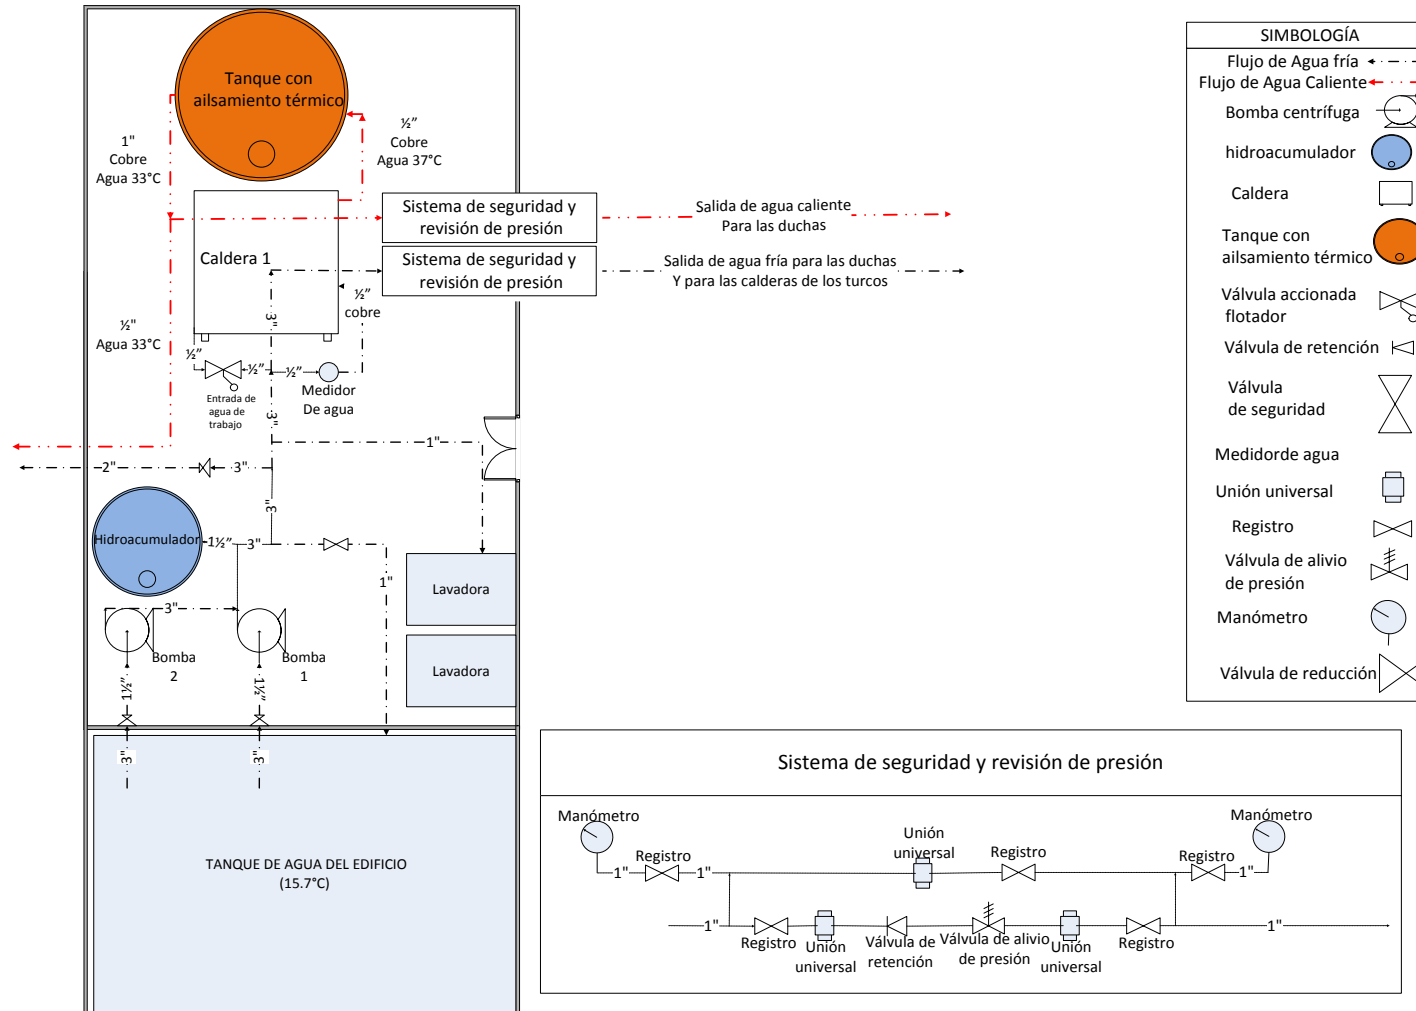 Tanque con
ailsamiento térmico
1"
Cobre
Agua 33°C
½"
Cobre
Agua 37°C
Caldera 1
Sistema de seguridad y
revisión de presión
Salida de agua caliente
Para las duchas
Sistema de seguridad y
revisión de presión
Salida de agua fría para las duchas
Y para las calderas de los turcos
½"
cobre
3"
½"
Agua 33°C
½"
½"
½"
Entrada de
agua de
trabajo
Medidor
De agua
3"
1"
2"
3"
3"
Hidroacumulador
1½"
3"
1"
3"
Lavadora
Lavadora
Bomba
2
Bomba
1
1½"
1½"
3"
3"
TANQUE DE AGUA DEL EDIFICIO
(15.7°C)
SIMBOLOGÍA
Flujo de Agua fría
Flujo de Agua Caliente
Bomba centrífuga
hidroacumulador
Caldera
Tanque con
ailsamiento térmico
Válvula accionada
flotador
Válvula de retención
Válvula
de seguridad
Medidorde agua
Unión universal
Registro
Válvula de alivio
de presión
Manómetro
Válvula de reducción
Sistema de seguridad y revisión de presión
Manómetro
1"
Registro
1"
Unión
universal
Registro
Registro
1"
Manómetro
1"
Registro
Unión
universal
Válvula de
retención
Válvula de alivio
de presión
Unión
universal
Registro
1"